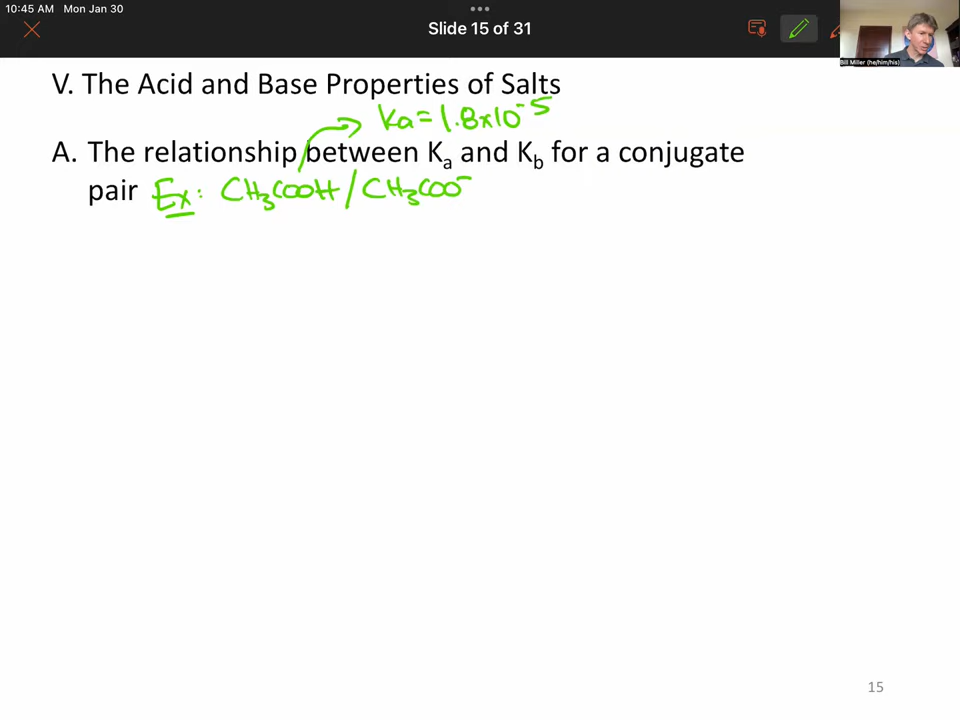 10:45 AM Mon Jan 30
Slide 15 of 31
Bill Miller (he/him/his)
V. The Acid and Base Properties of Salts
Ka = 1.8x10⁻⁵
A. The relationship between Kₐ and K_b for a conjugate
pair Ex: CH₃COOH/CH₃COO⁻
15